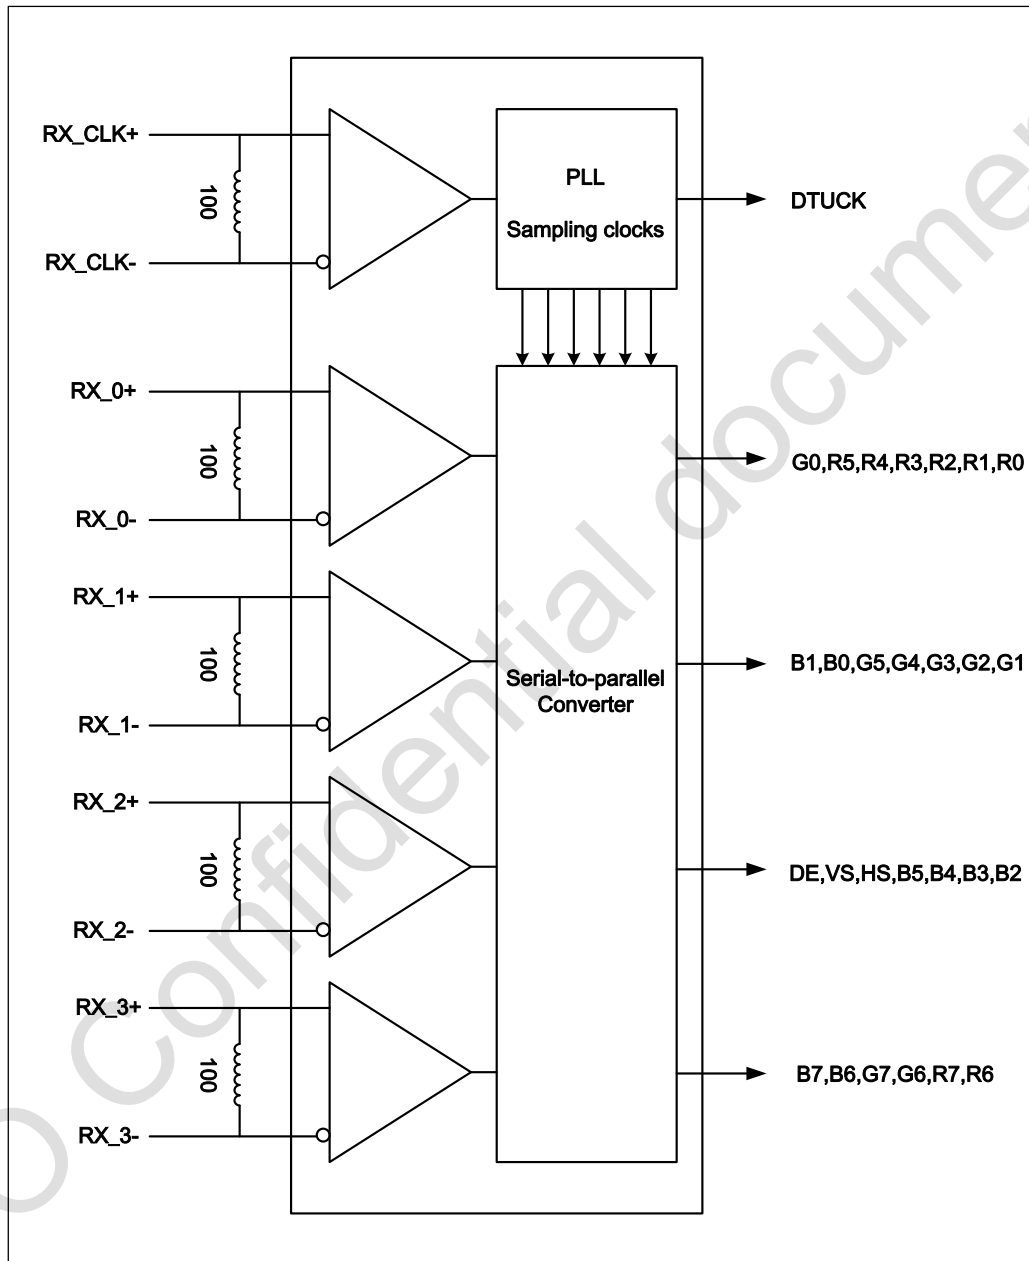 RX_CLK+
100
RX_CLK-
PLL
Sampling clocks
DTUCK
RX_0+
100
RX_0-
G0,R5,R4,R3,R2,R1,R0
RX_1+
100
RX_1-
Serial-to-parallel
Converter
B1,B0,G5,G4,G3,G2,G1
RX_2+
100
RX_2-
DE,VS,HS,B5,B4,B3,B2
RX_3+
100
RX_3-
B7,B6,G7,G6,R7,R6
O Confidential documen